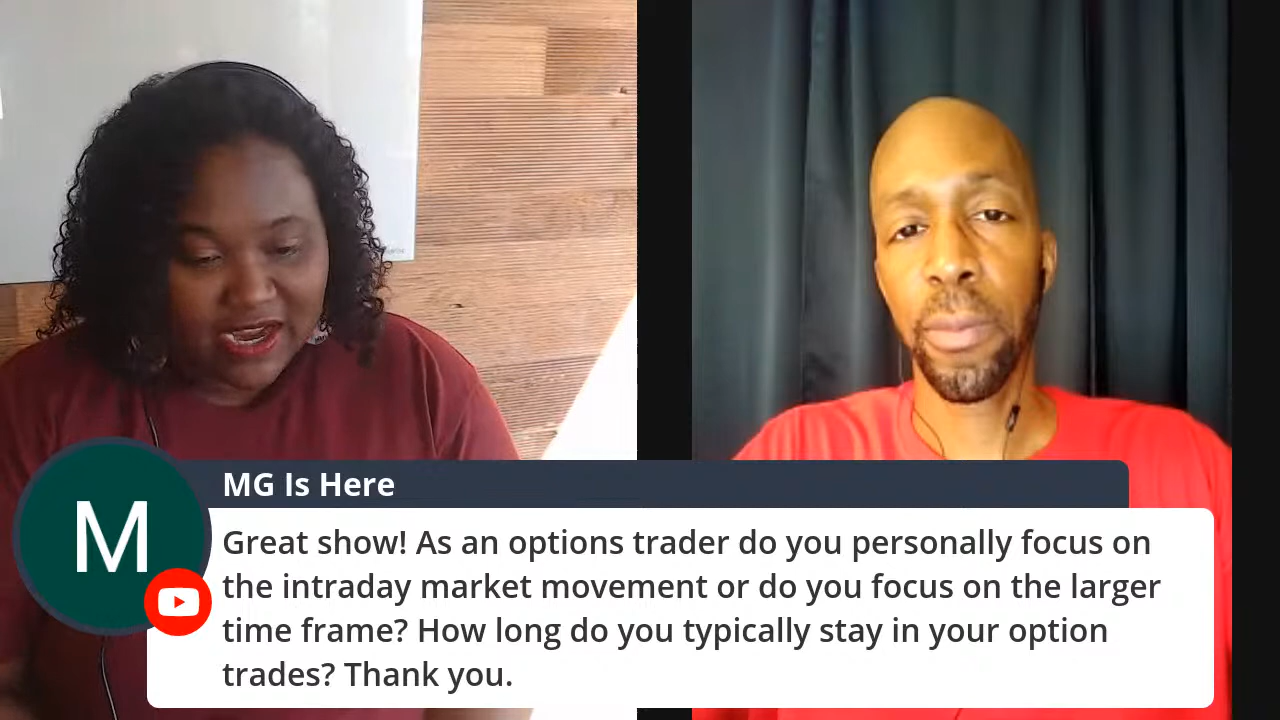 MG Is Here
M
Great show! As an options trader do you personally focus on
the intraday market movement or do you focus on the larger
time frame? How long do you typically stay in your option
trades? Thank you.